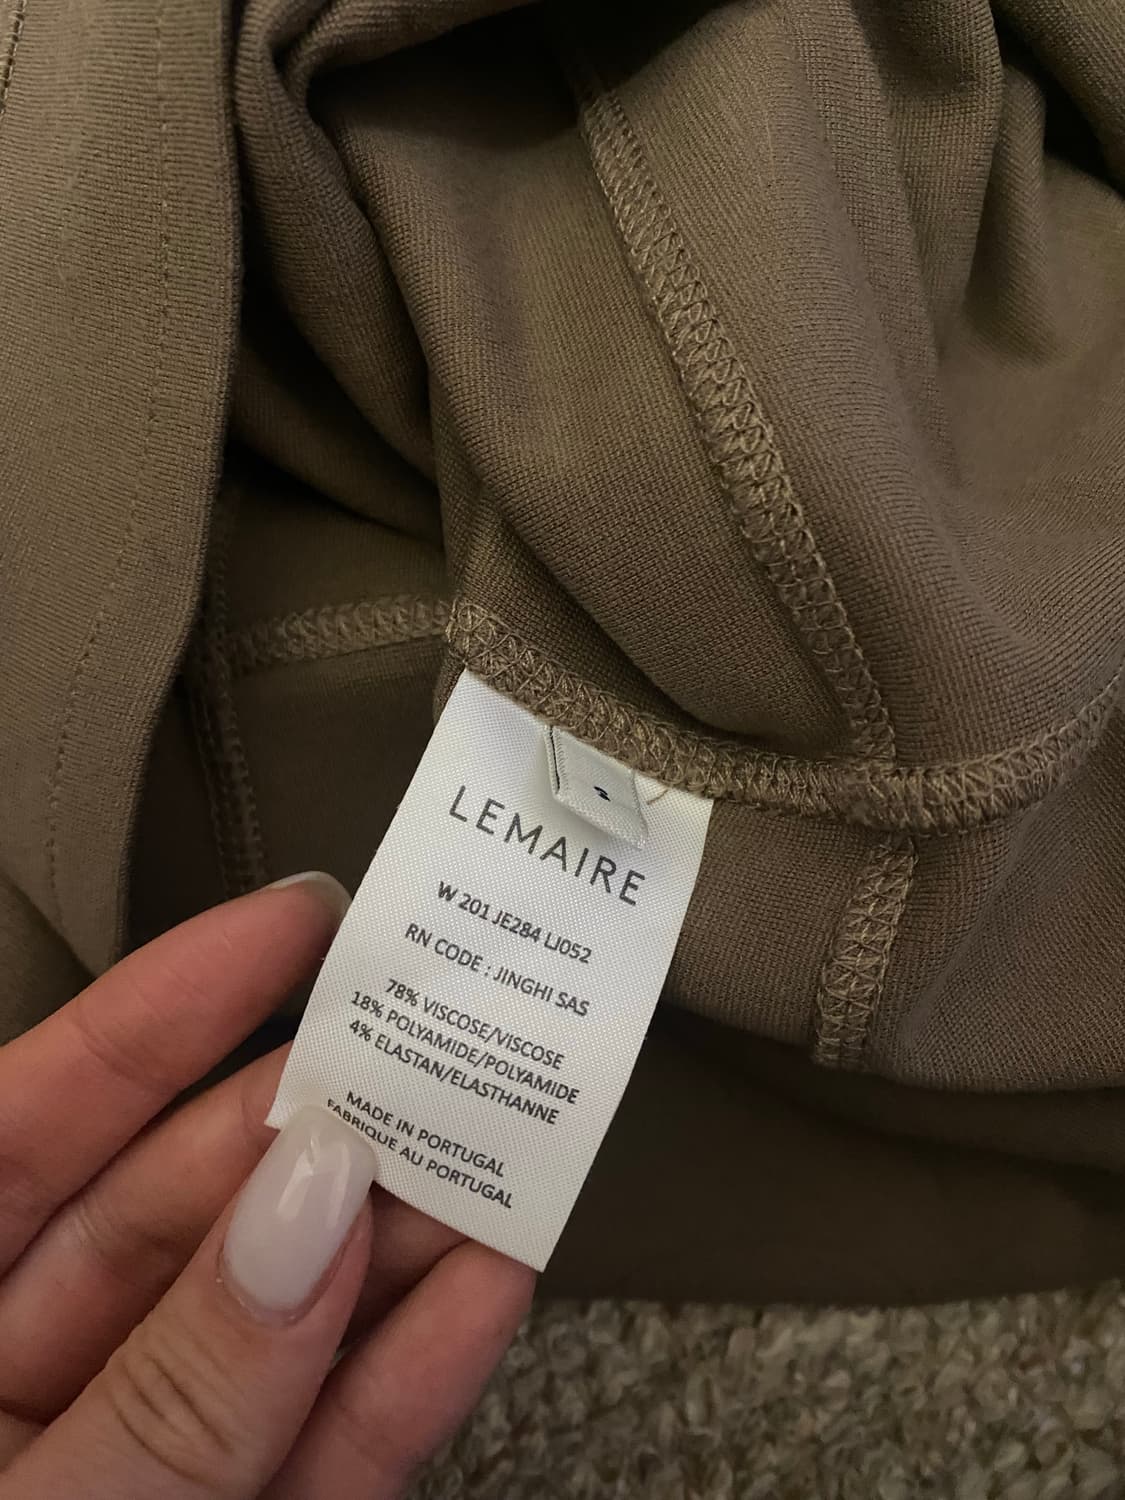 LEMAIRE
W 201 JE284 LJ052
RN CODE : JINGHI SAS
78% VISCOSE/VISCOSE
18% POLYAMIDE/POLYAMIDE
4% ELASTAN/ELASTHANNE
MADE IN PORTUGAL
FABRIQUE AU PORTUGAL